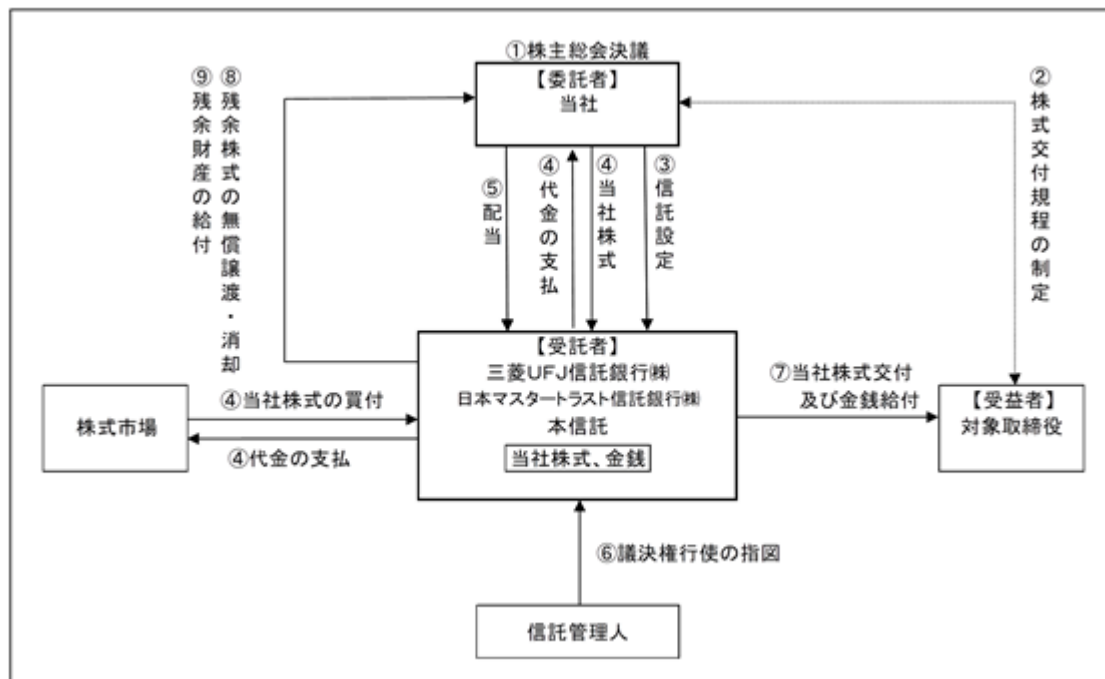 ①株主総会決議
【委託者】
当社
⑨残余財産の給付
⑧残余株式の無償譲渡・消却
⑤配当
④代金の支払
④当社株式
③信託設定
②株式交付規程の制定
【受託者】
三菱UFJ信託銀行㈱
日本マスタートラスト信託銀行㈱
本信託
当社株式、金銭
株式市場
④当社株式の買付
④代金の支払
⑦当社株式交付
及び金銭給付
【受益者】
対象取締役
⑥議決権行使の指図
信託管理人